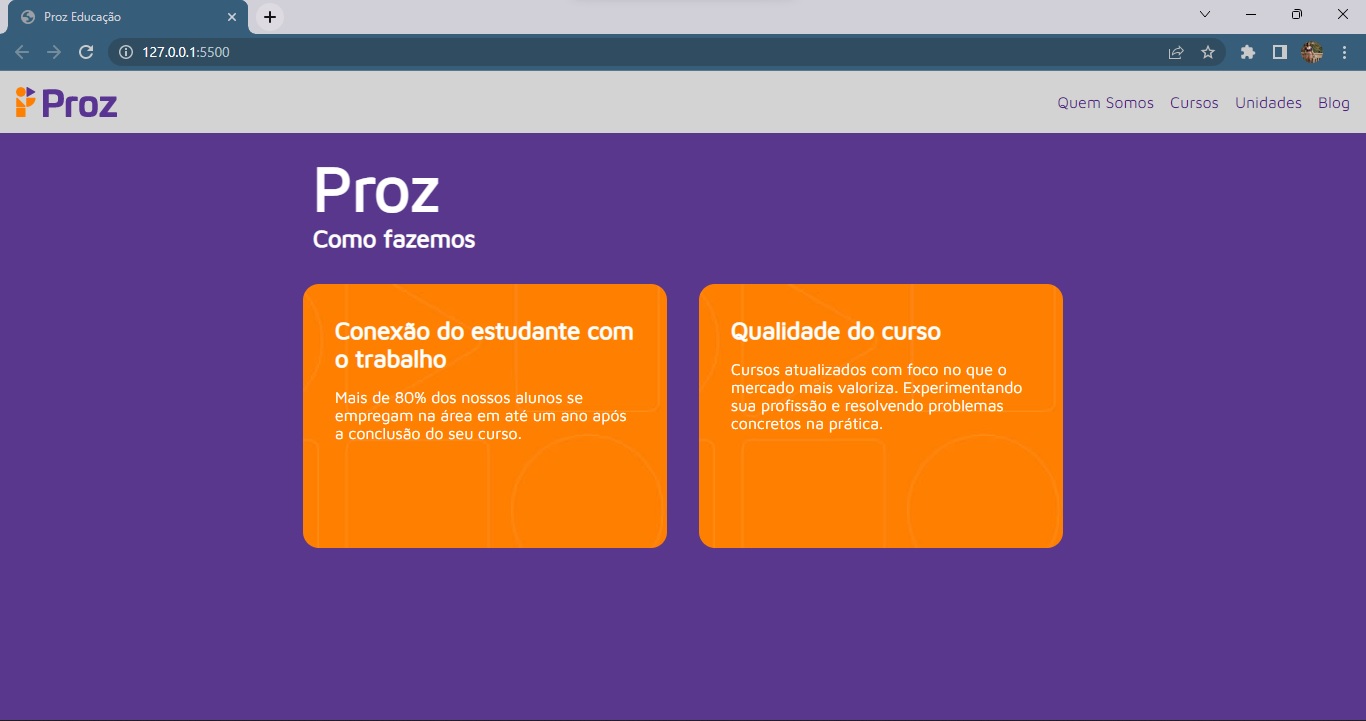 Proz Educação
127.0.0.1:5500
Proz
Quem Somos Cursos Unidades Blog
Proz
Como fazemos
Conexão do estudante com
o trabalho
Mais de 80% dos nossos alunos se
empregam na área em até um ano após
a conclusão do seu curso.
Qualidade do curso
Cursos atualizados com foco no que o
mercado mais valoriza. Experimentando
sua profissão e resolvendo problemas
concretos na prática.